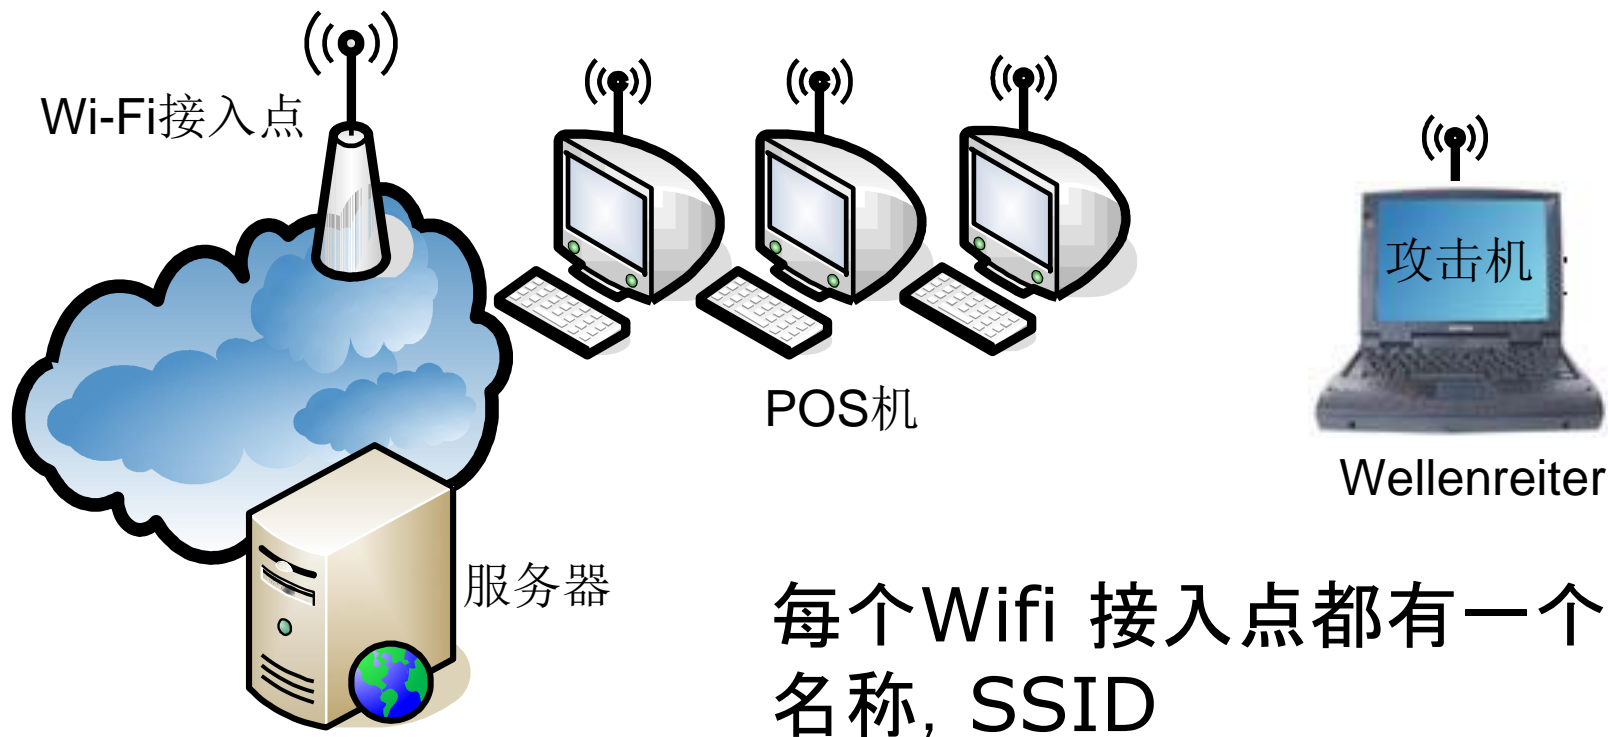 Wi-Fi接入点
攻击机
POS机
Wellenreiter
服务器
每个Wifi 接入点都有一个
名称, SSID